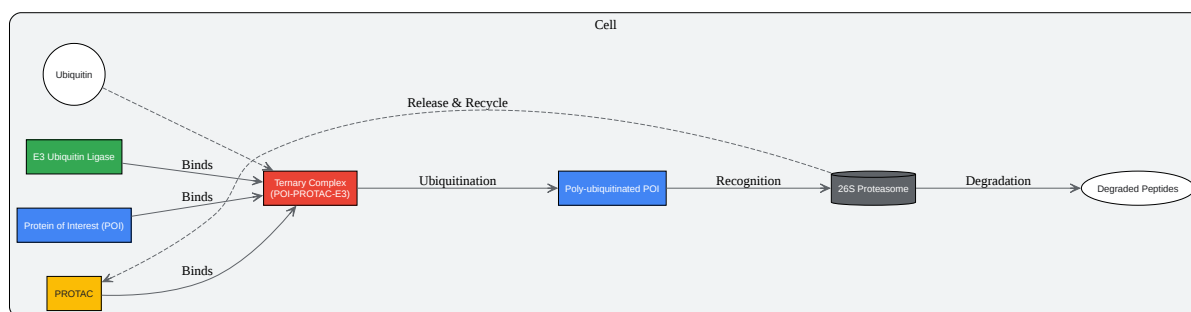 Cell
Ubiquitin
Release & Recycle
E3 Ubiquitin Ligase
Binds
Ternary Complex
(POI-PROTAC-E3)
Ubiquitination
Poly-ubiquitinated POI
Recognition
26S Proteasome
Degradation
Degraded Peptides
Binds
Protein of Interest (POI)
Binds
PROTAC